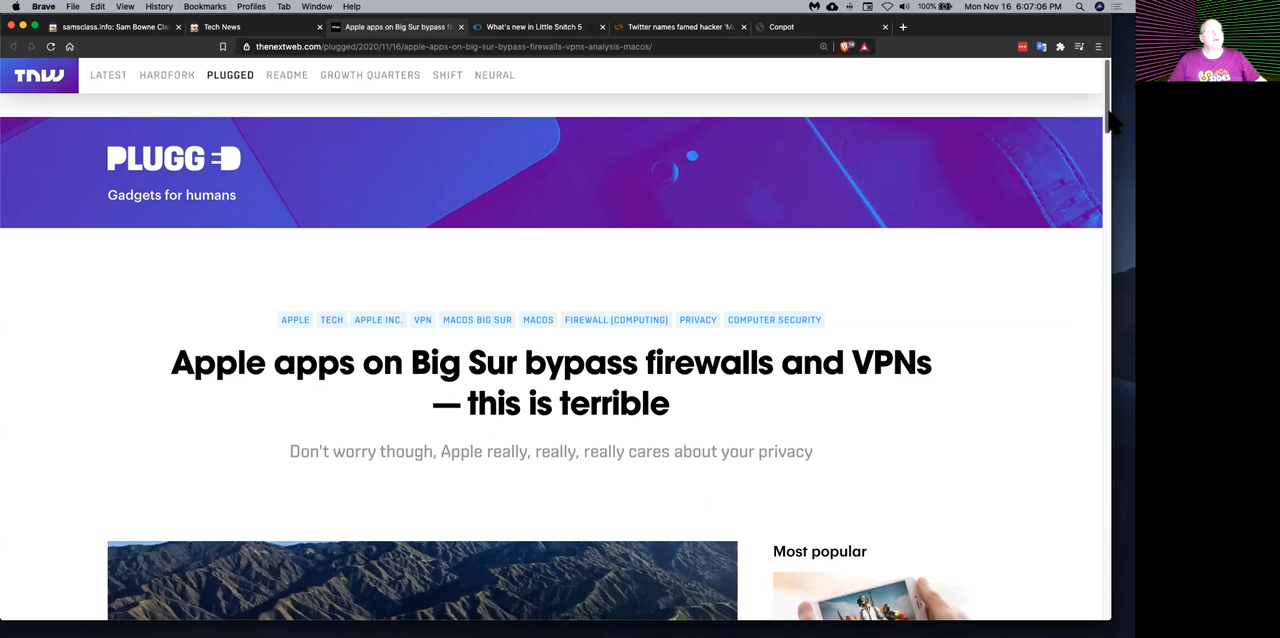 Brave File Edit View History Bookmarks Profiles Tab Window Help 100% Mon Nov 16 6:07:06 PM
samsclass.info: Sam Bowne Cla Tech News Apple apps on Big Sur bypass fi What's new in Little Snitch 5 Twitter names famed hacker 'Mu Conpot
thenextweb.com/plugged/2020/11/16/apple-apps-on-big-sur-bypass-firewalls-vpns-analysis-macos/
TNW LATEST HARDFORK PLUGGED README GROWTH QUARTERS SHIFT NEURAL
PLUGG
Gadgets for humans
APPLE TECH APPLE INC. VPN MACOS BIG SUR MACOS FIREWALL (COMPUTING) PRIVACY COMPUTER SECURITY
Apple apps on Big Sur bypass firewalls and VPNs
— this is terrible
Don't worry though, Apple really, really, really cares about your privacy
Most popular